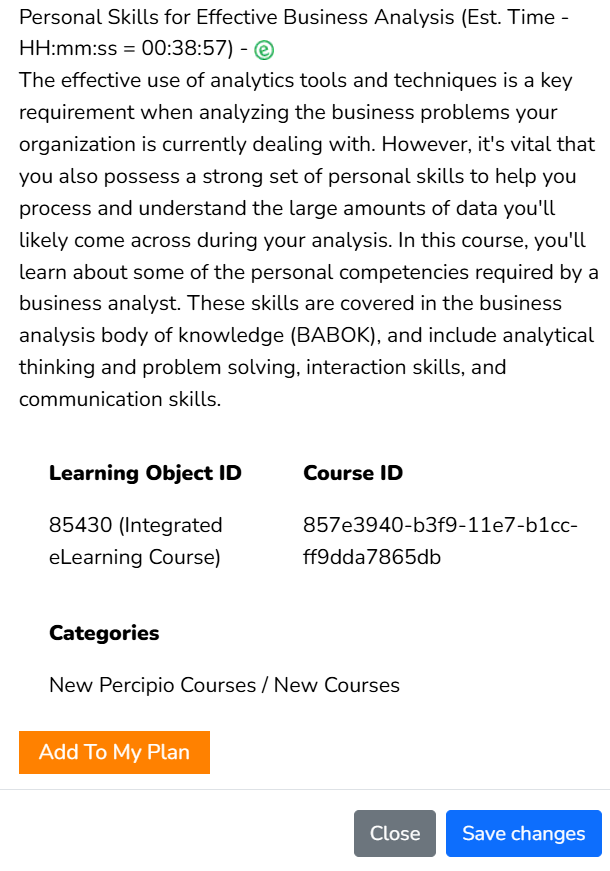 Personal Skills for Effective Business Analysis (Est. Time -
HH:mm:ss = 00:38:57) - e
The effective use of analytics tools and techniques is a key
requirement when analyzing the business problems your
organization is currently dealing with. However, it's vital that
you also possess a strong set of personal skills to help you
process and understand the large amounts of data you'll
likely come across during your analysis. In this course, you'll
learn about some of the personal competencies required by a
business analyst. These skills are covered in the business
analysis body of knowledge (BABOK), and include analytical
thinking and problem solving, interaction skills, and
communication skills.
Learning Object ID
Course ID
85430 (Integrated
eLearning Course)
857e3940-b3f9-11e7-b1cc-
ff9dda7865db
Categories
New Percipio Courses / New Courses
Add To My Plan
Close
Save changes